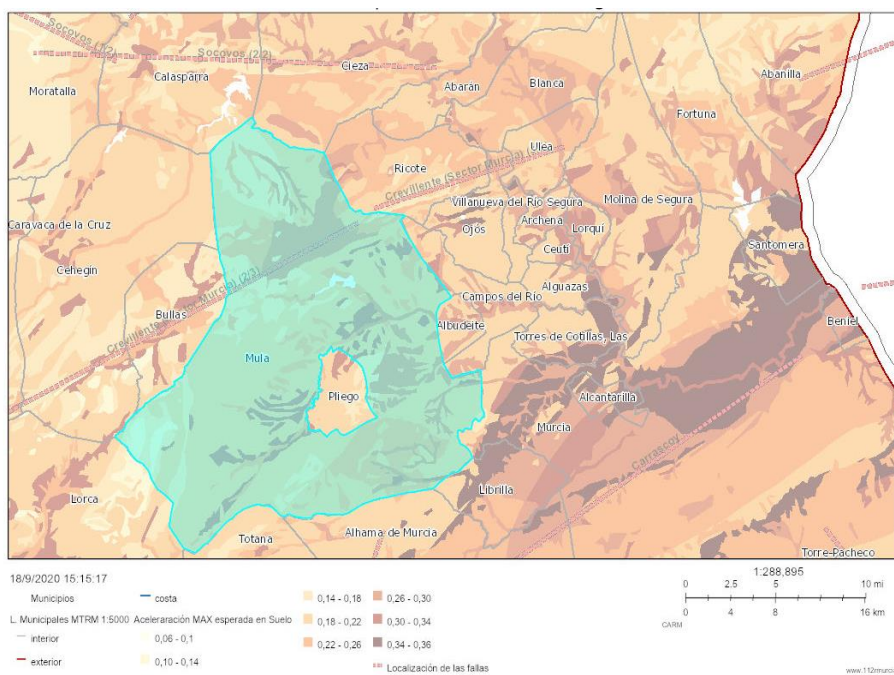 Socovos (1/2)
Socovos (2/2)
Cieza
Calasparra
Moratalla
Abarán
Blanca
Abanilla
Fortuna
Ulea
Ricote
Crevillente (Sector Murcia) (2/3)
Villanueva del Río Segura
Molina de Segura
Caravaca de la Cruz
Archena
Ojós
Lorquí
Ceutí
Santomera
Cehegín
Alguazas
Campos del Río
Bullas
Crevillente (Sector Murcia) (2/3)
Albudeite
Torres de Cotillas, Las
Beniel
Mula
Pliego
Alcantarilla
Murcia
Carrascoy
Librilla
Lorca
Totana
Alhama de Murcia
Torre-Pacheco
18/9/2020 15:15:17
Municipios
L. Municipales MTRM 1:5000
interior
exterior
costa
Aceleraración MAX esperada en Suelo
0,06 - 0,1
0,10 - 0,14
0,14 - 0,18
0,18 - 0,22
0,22 - 0,26
0,26 - 0,30
0,30 - 0,34
0,34 - 0,36
Localización de las fallas
1:288,895
0 2.5 5 10 mi
0 4 8 16 km
CARM